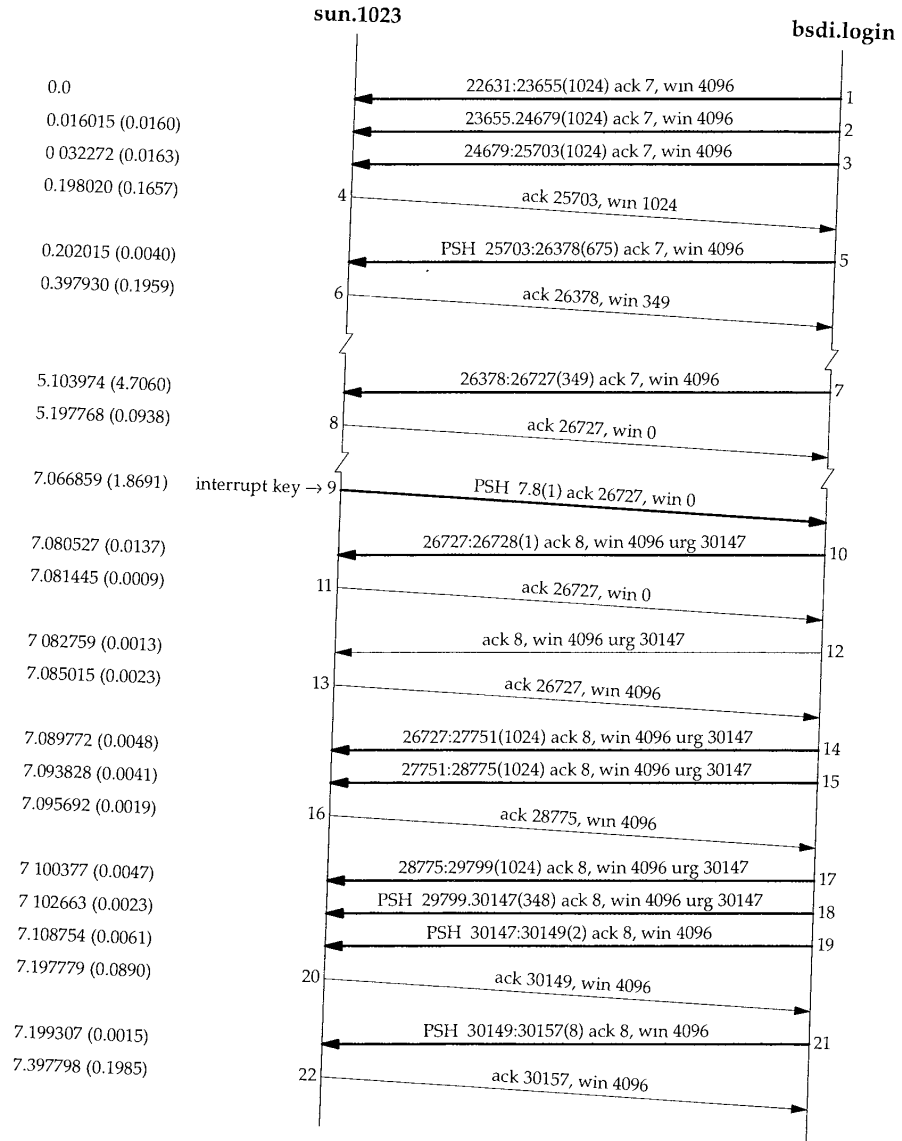 sun.1023
bsdi.login
0.0 22631:23655(1024) ack 7, win 4096 1
0.016015 (0.0160) 23655.24679(1024) ack 7, win 4096 2
0 032272 (0.0163) 24679:25703(1024) ack 7, win 4096 3
0.198020 (0.1657) 4 ack 25703, win 1024
0.202015 (0.0040) PSH 25703:26378(675) ack 7, win 4096 5
0.397930 (0.1959) 6 ack 26378, win 349
5.103974 (4.7060) 26378:26727(349) ack 7, win 4096 7
5.197768 (0.0938) 8 ack 26727, win 0
7.066859 (1.8691) interrupt key → 9 PSH 7.8(1) ack 26727, win 0
7.080527 (0.0137) 26727:26728(1) ack 8, win 4096 urg 30147 10
7.081445 (0.0009) 11 ack 26727, win 0
7 082759 (0.0013) ack 8, win 4096 urg 30147 12
7.085015 (0.0023) 13 ack 26727, win 4096
7.089772 (0.0048) 26727:27751(1024) ack 8, win 4096 urg 30147 14
7.093828 (0.0041) 27751:28775(1024) ack 8, win 4096 urg 30147 15
7.095692 (0.0019) 16 ack 28775, win 4096
7 100377 (0.0047) 28775:29799(1024) ack 8, win 4096 urg 30147 17
7 102663 (0.0023) PSH 29799.30147(348) ack 8, win 4096 urg 30147 18
7.108754 (0.0061) PSH 30147:30149(2) ack 8, win 4096 19
7.197779 (0.0890) 20 ack 30149, win 4096
7.199307 (0.0015) PSH 30149:30157(8) ack 8, win 4096 21
7.397798 (0.1985) 22 ack 30157, win 4096